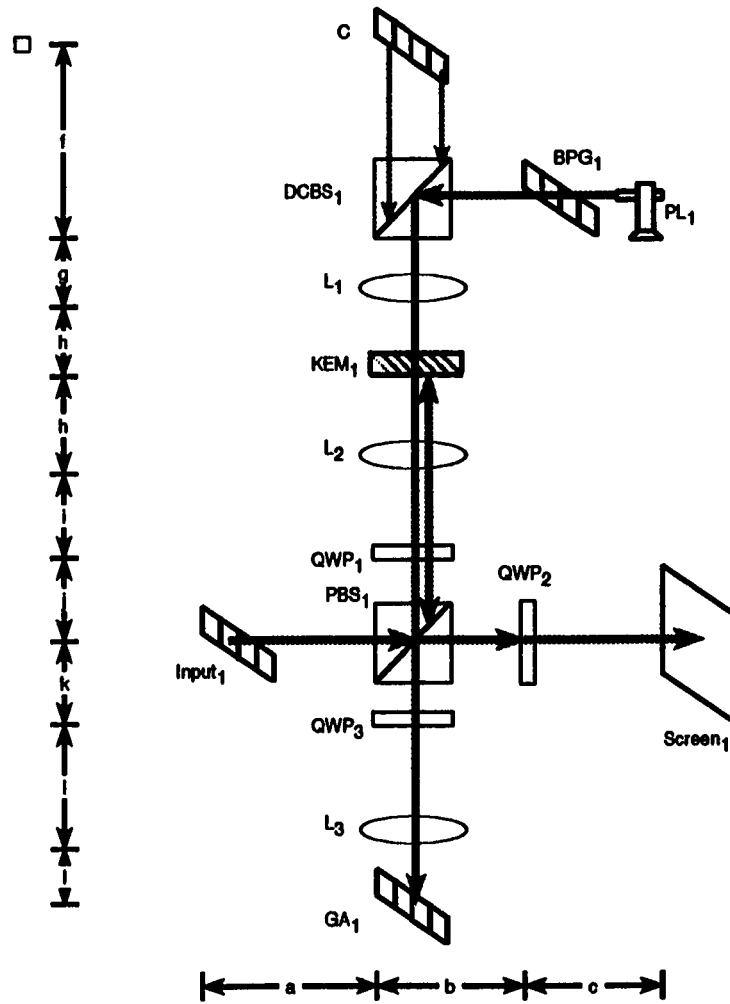 C
f
BPG₁
DCBS₁
PL₁
g
L₁
h
KEM₁
h
L₂
i
QWP₁
QWP₂
PBS₁
j
Input₁
k
QWP₃
Screen₁
l
L₃
l
GA₁
a
b
c